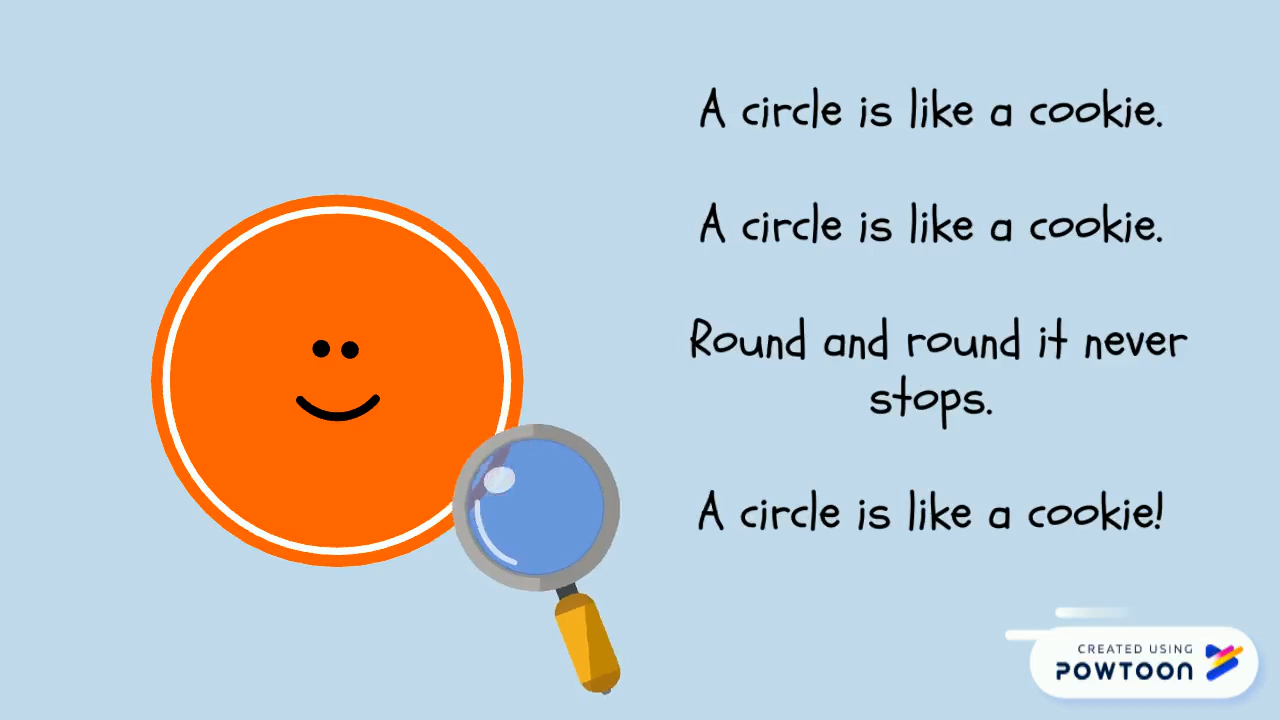 A circle is like a cookie.
A circle is like a cookie.
Round and round it never
stops.
A circle is like a cookie!
CREATED USING
POWTOON